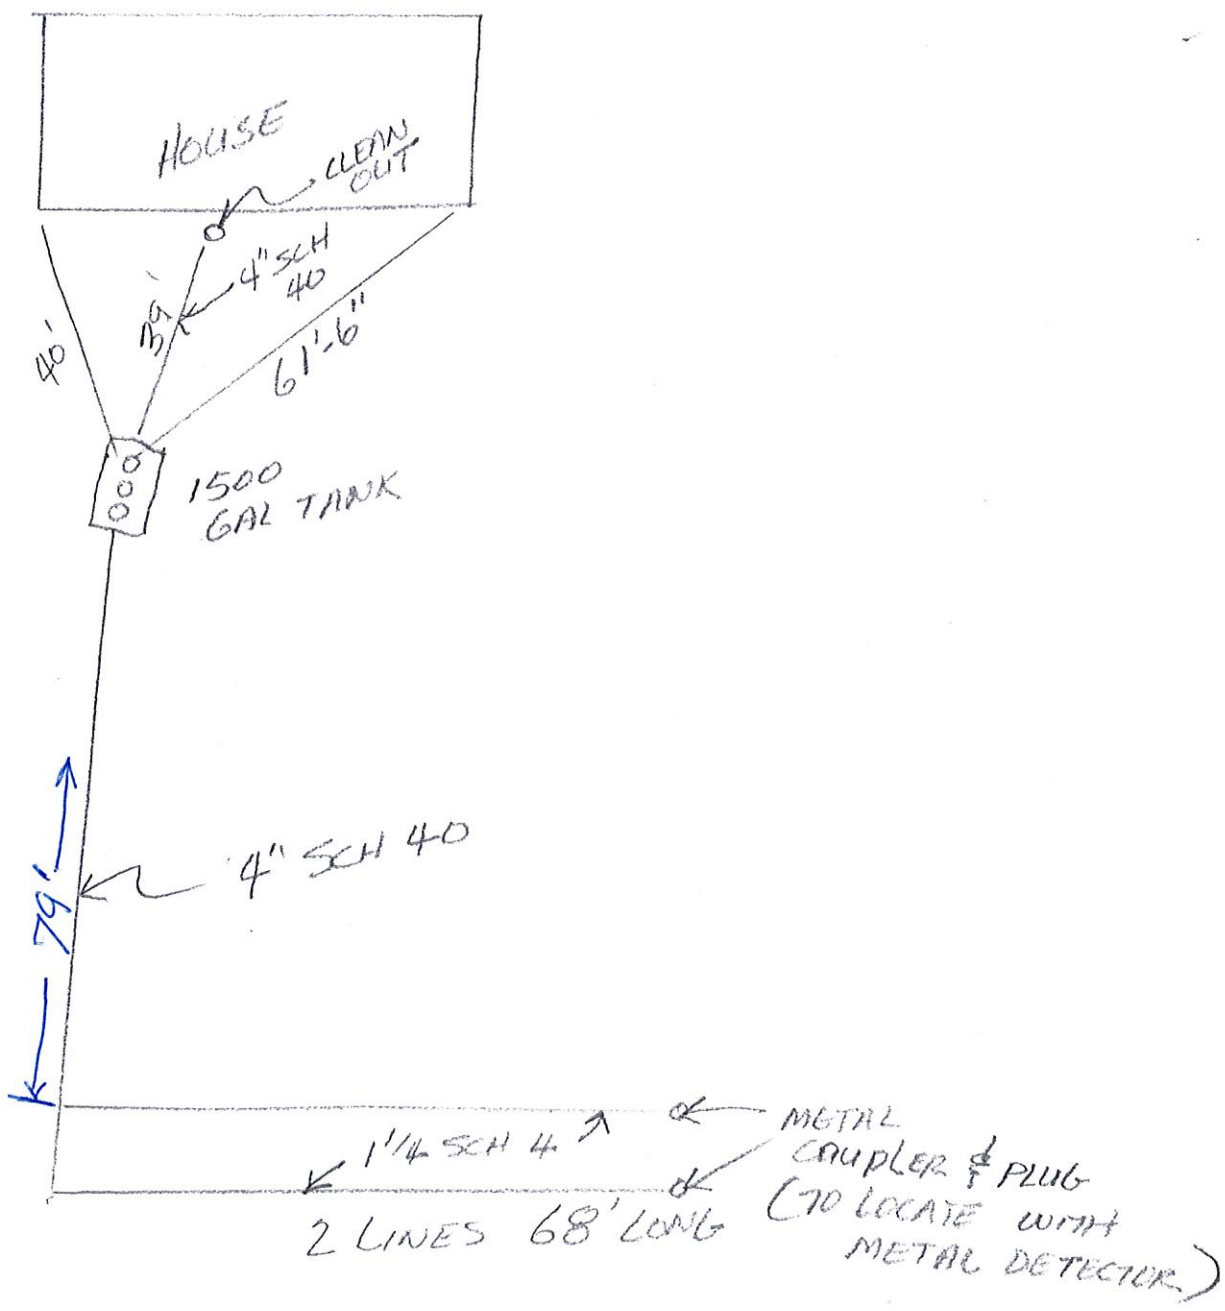 HOUSE
CLEAN
OUT
4" SCH
40
39'
40'
61'-6"
1500
GAL TANK
79'
4" SCH 40
1 1/4 SCH 4
METAL
COUPLER & PLUG
(TO LOCATE WITH
METAL DETECTOR)
2 LINES 68' LONG